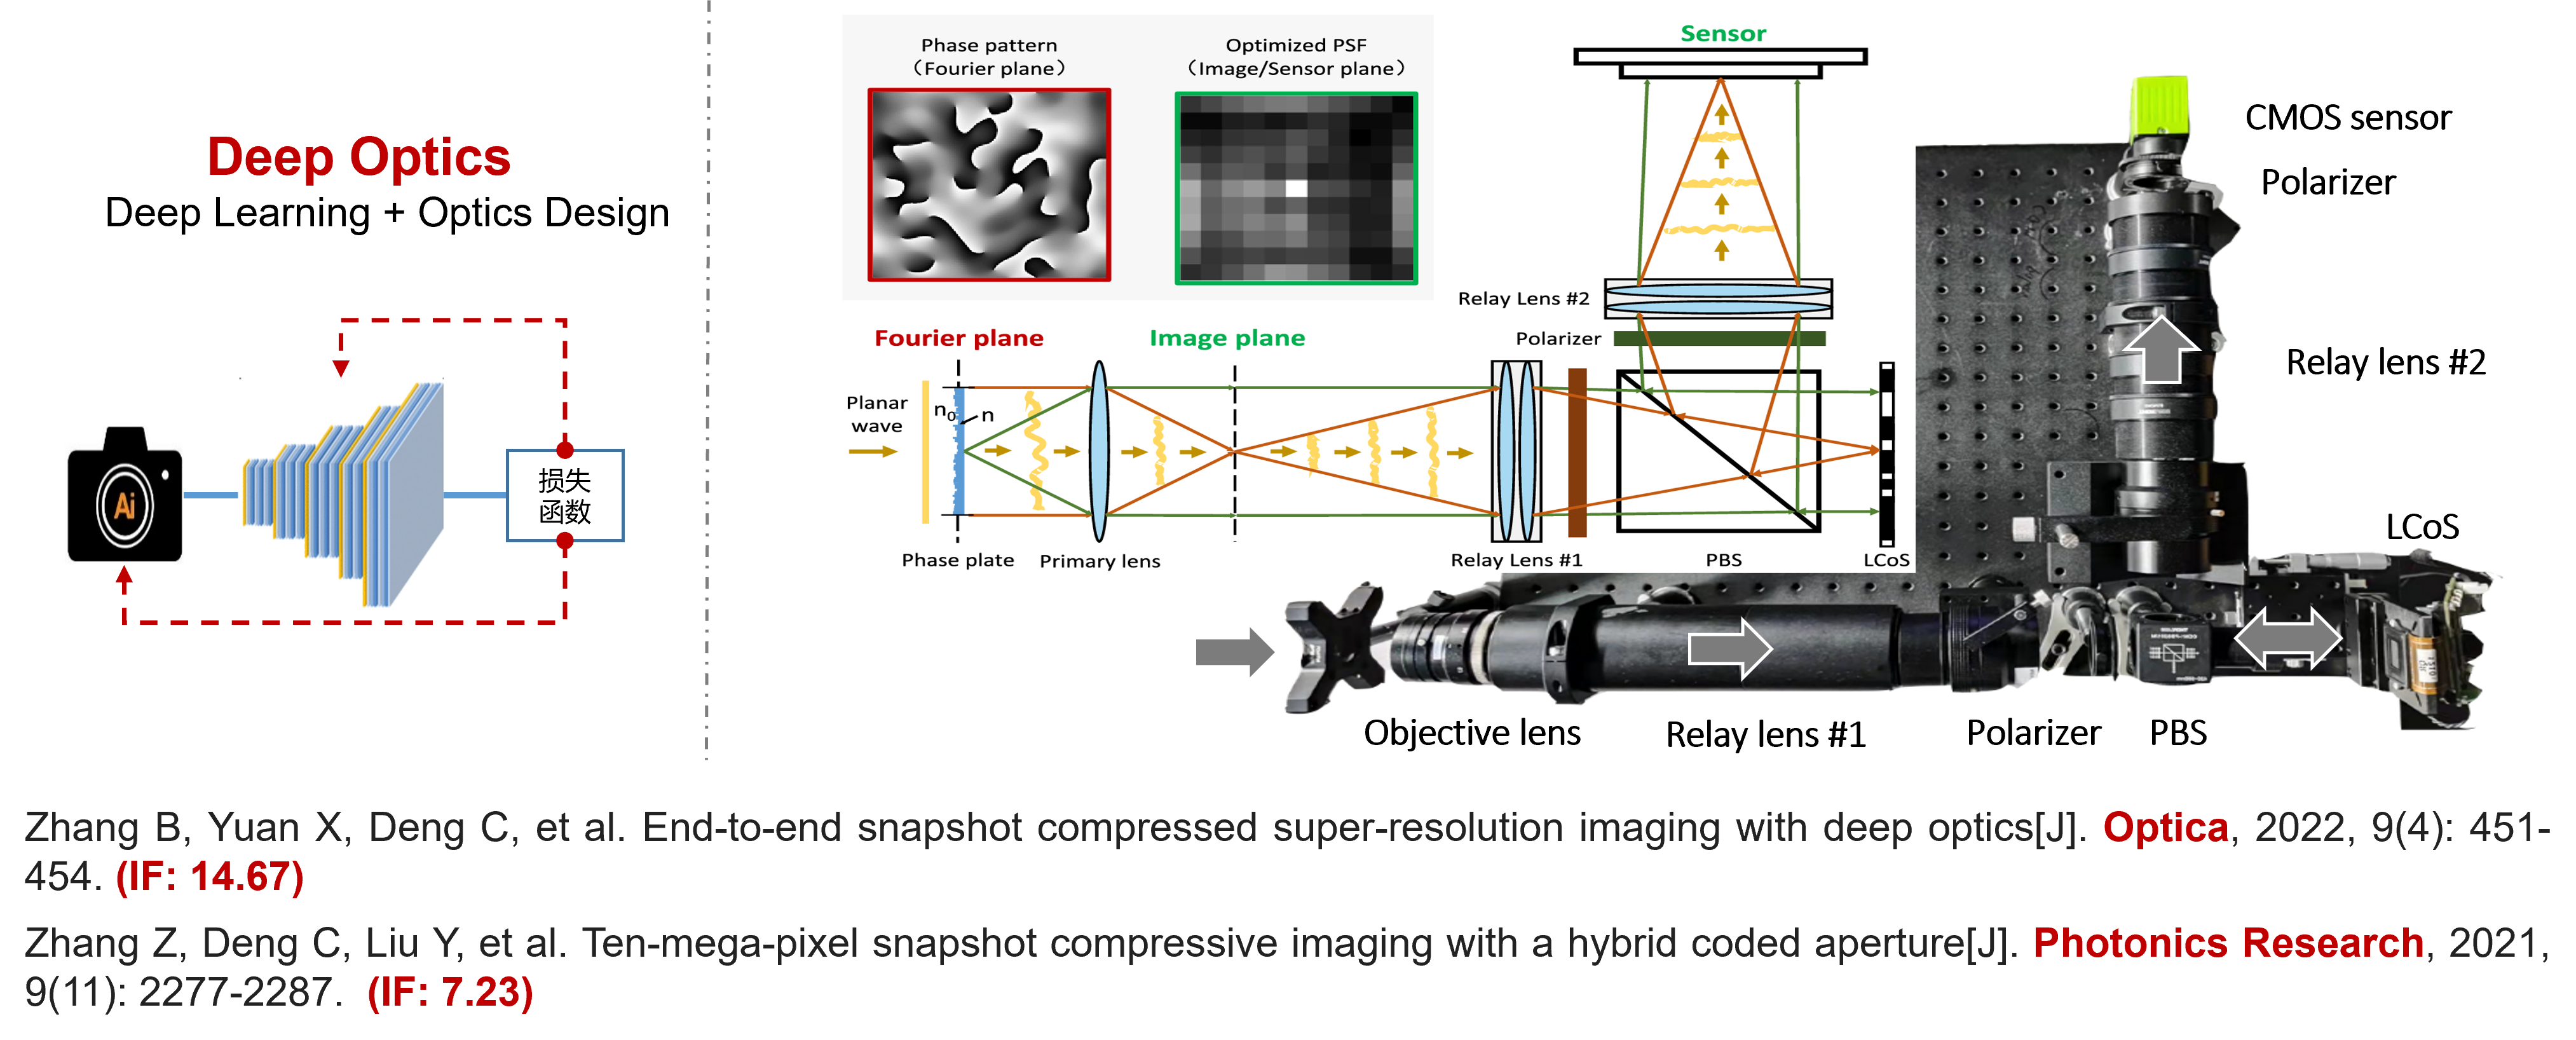 Deep Optics
Deep Learning + Optics Design
Ai
损失
函数
Phase pattern
（Fourier plane）
Optimized PSF
（Image/Sensor plane）
Sensor
Relay Lens #2
Polarizer
Fourier plane
Image plane
Planar
wave
n₀
n
Phase plate
Primary lens
Relay Lens #1
PBS
LCoS
CMOS sensor
Polarizer
Relay lens #2
LCoS
Objective lens
Relay lens #1
Polarizer
PBS
Zhang B, Yuan X, Deng C, et al. End-to-end snapshot compressed super-resolution imaging with deep optics[J]. Optica, 2022, 9(4): 451-
454. (IF: 14.67)
Zhang Z, Deng C, Liu Y, et al. Ten-mega-pixel snapshot compressive imaging with a hybrid coded aperture[J]. Photonics Research, 2021,
9(11): 2277-2287. (IF: 7.23)